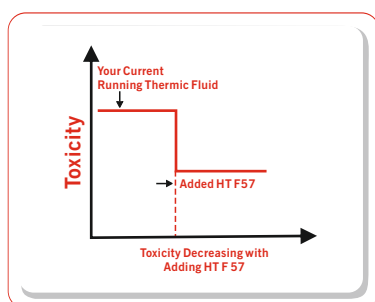 Your Current
Running Thermic Fluid
Toxicity
Added HT F57
Toxicity Decreasing with
Adding HT F 57